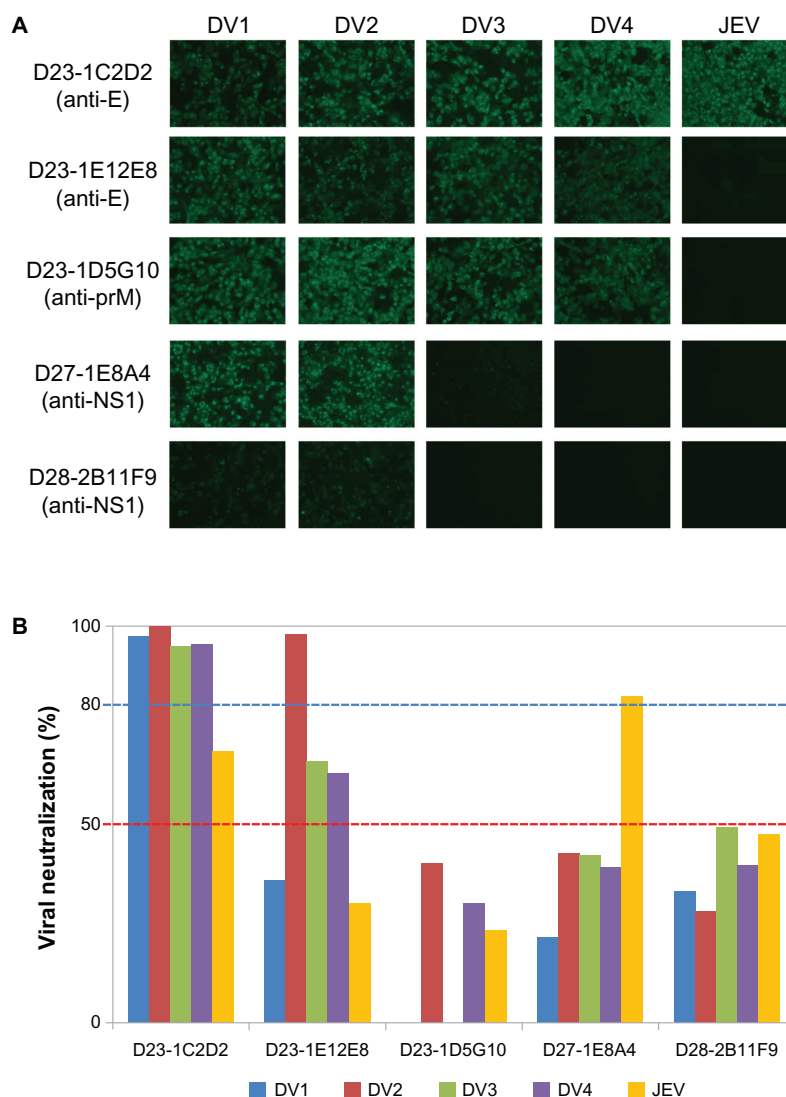 A
DV1 DV2 DV3 DV4 JEV
D23-1C2D2
(anti-E)
D23-1E12E8
(anti-E)
D23-1D5G10
(anti-prM)
D27-1E8A4
(anti-NS1)
D28-2B11F9
(anti-NS1)
B
Viral neutralization (%)
100
80
50
0
D23-1C2D2 D23-1E12E8 D23-1D5G10 D27-1E8A4 D28-2B11F9
DV1 DV2 DV3 DV4 JEV